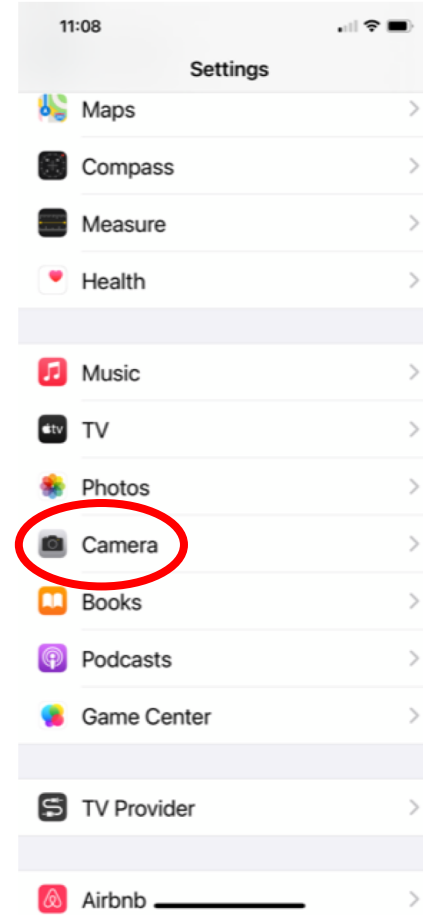 11:08
Settings
Maps
Compass
Measure
Health
Music
tv TV
Photos
Camera
Books
Podcasts
Game Center
TV Provider
Airbnb